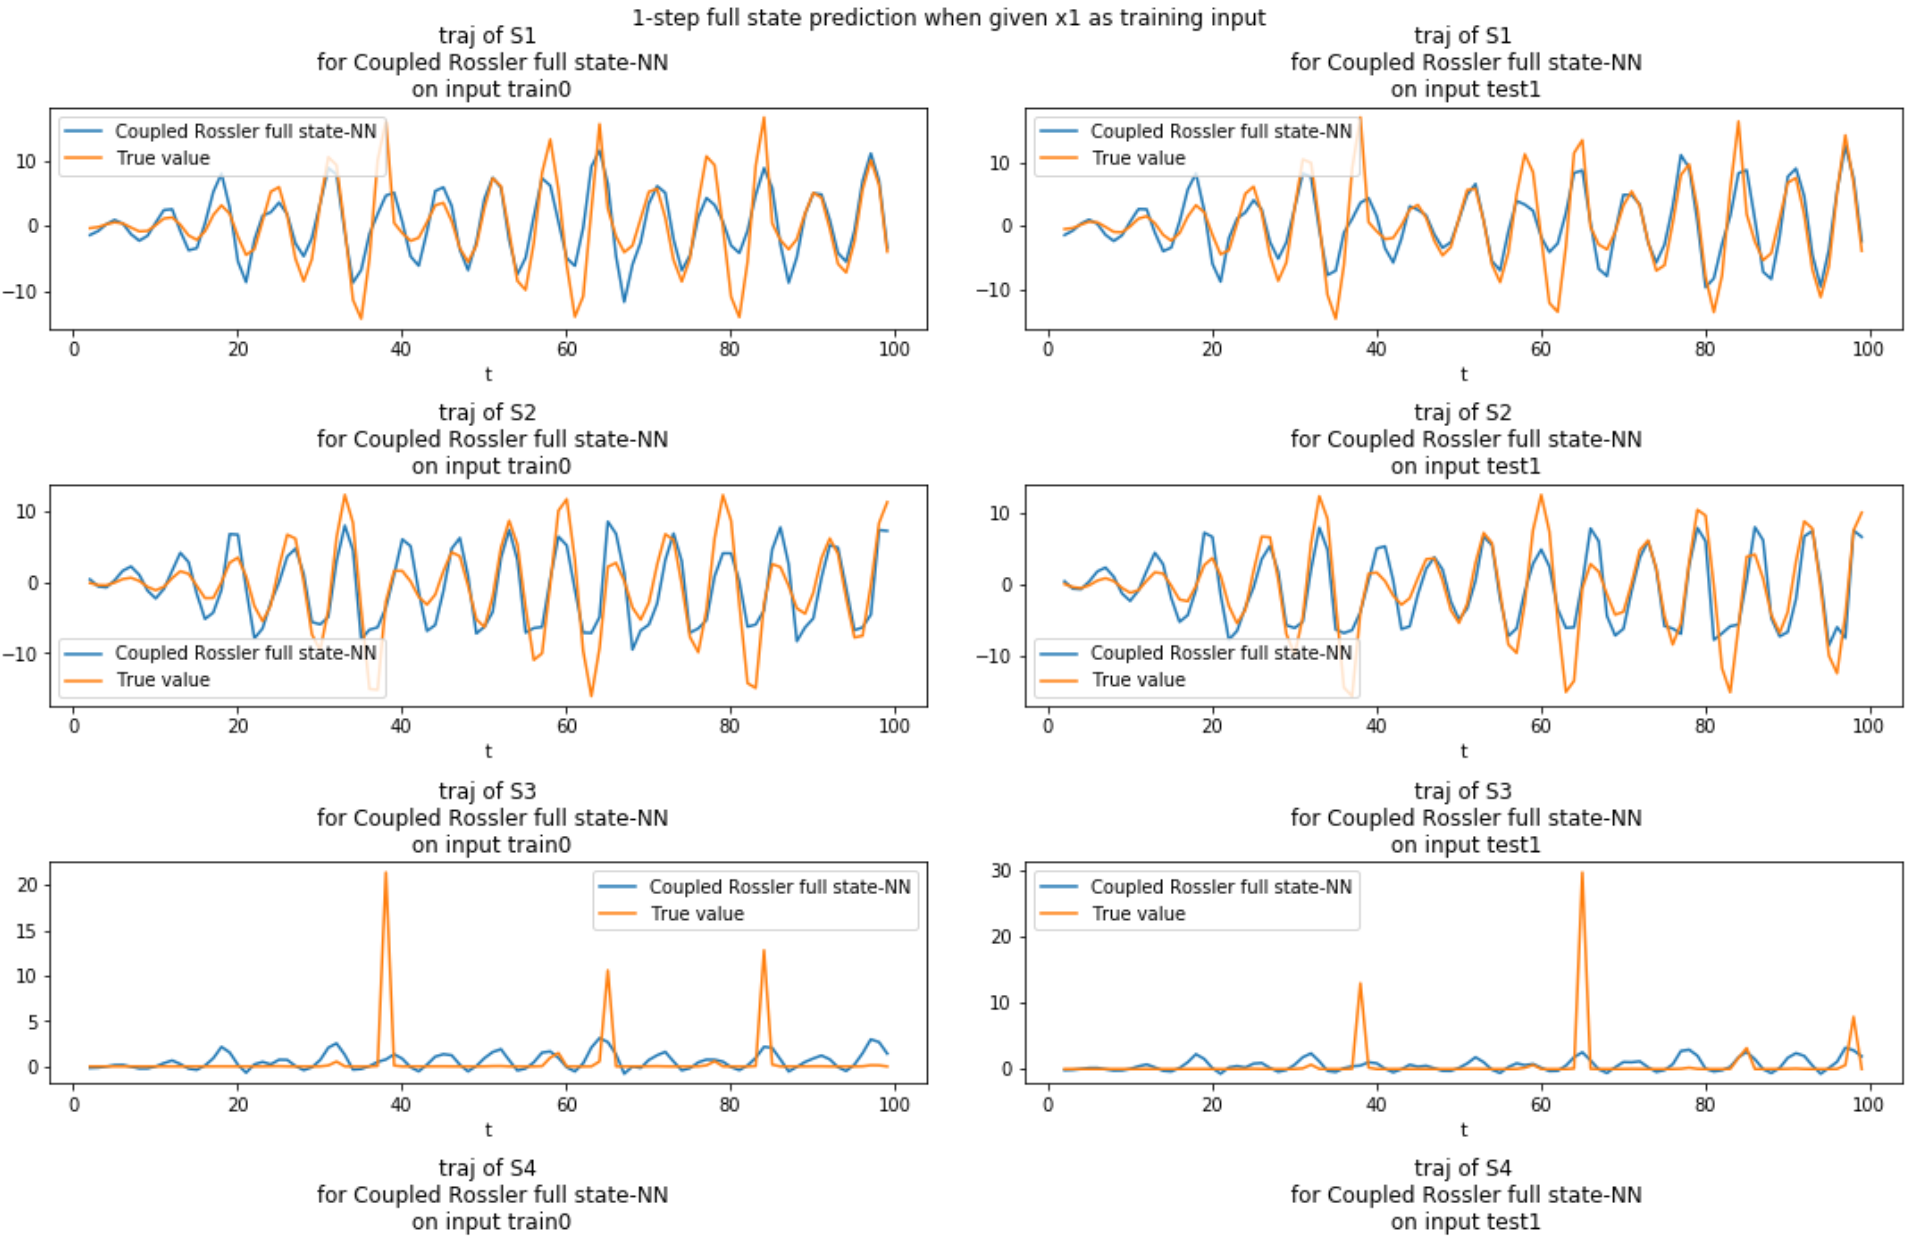 1-step full state prediction when given x1 as training input
traj of S1
for Coupled Rossler full state-NN
on input train0
Coupled Rossler full state-NN
True value
10
0
−10
0 20 40 60 80 100
t
traj of S1
for Coupled Rossler full state-NN
on input test1
Coupled Rossler full state-NN
True value
10
0
−10
0 20 40 60 80 100
t
traj of S2
for Coupled Rossler full state-NN
on input train0
10
0
−10
Coupled Rossler full state-NN
True value
0 20 40 60 80 100
t
traj of S2
for Coupled Rossler full state-NN
on input test1
10
0
−10
Coupled Rossler full state-NN
True value
0 20 40 60 80 100
t
traj of S3
for Coupled Rossler full state-NN
on input train0
Coupled Rossler full state-NN
True value
20
15
10
5
0
0 20 40 60 80 100
t
traj of S3
for Coupled Rossler full state-NN
on input test1
Coupled Rossler full state-NN
True value
30
20
10
0
0 20 40 60 80 100
t
traj of S4
for Coupled Rossler full state-NN
on input train0
traj of S4
for Coupled Rossler full state-NN
on input test1